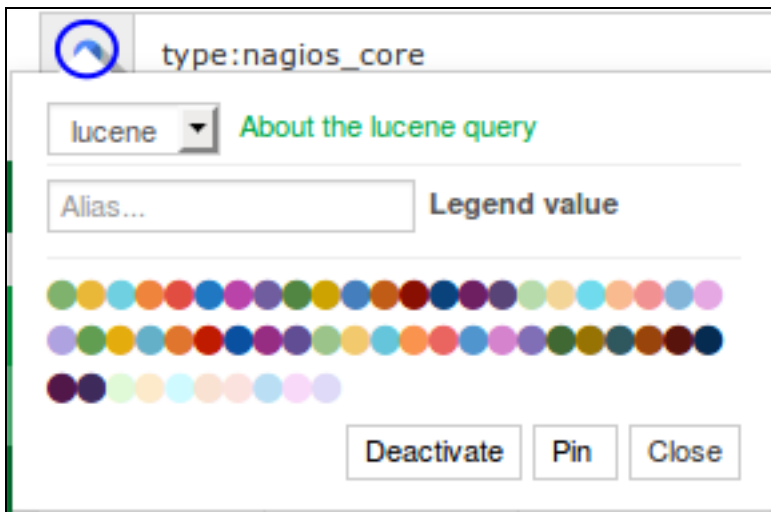 type:nagios_core
lucene About the lucene query
Alias... Legend value
Deactivate Pin Close